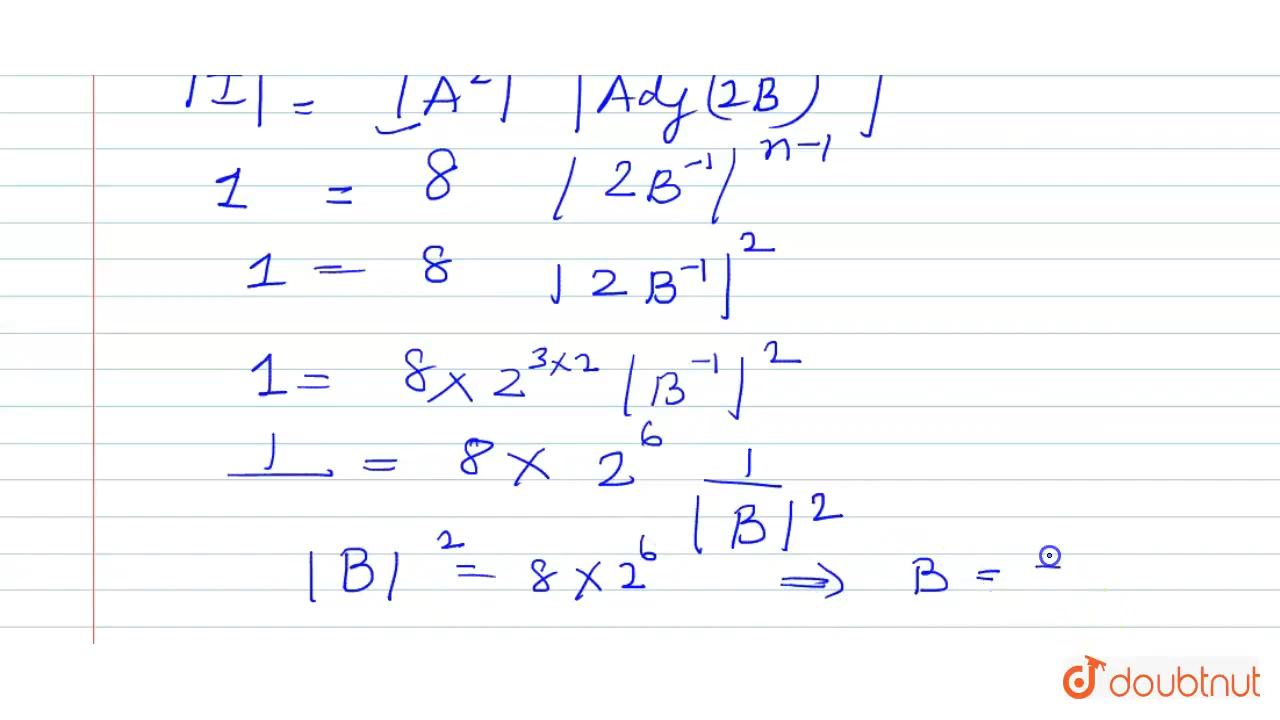 |I| = |A²| |Adj(2B)|
1 = 8 |2B⁻¹|ⁿ⁻¹
1 = 8 |2B⁻¹|²
1 = 8 × 2³ˣ² |B⁻¹|²
1 = 8 × 2⁶ 1/|B|²
|B|² = 8 × 2⁶ ⇒ B =
doubtnut